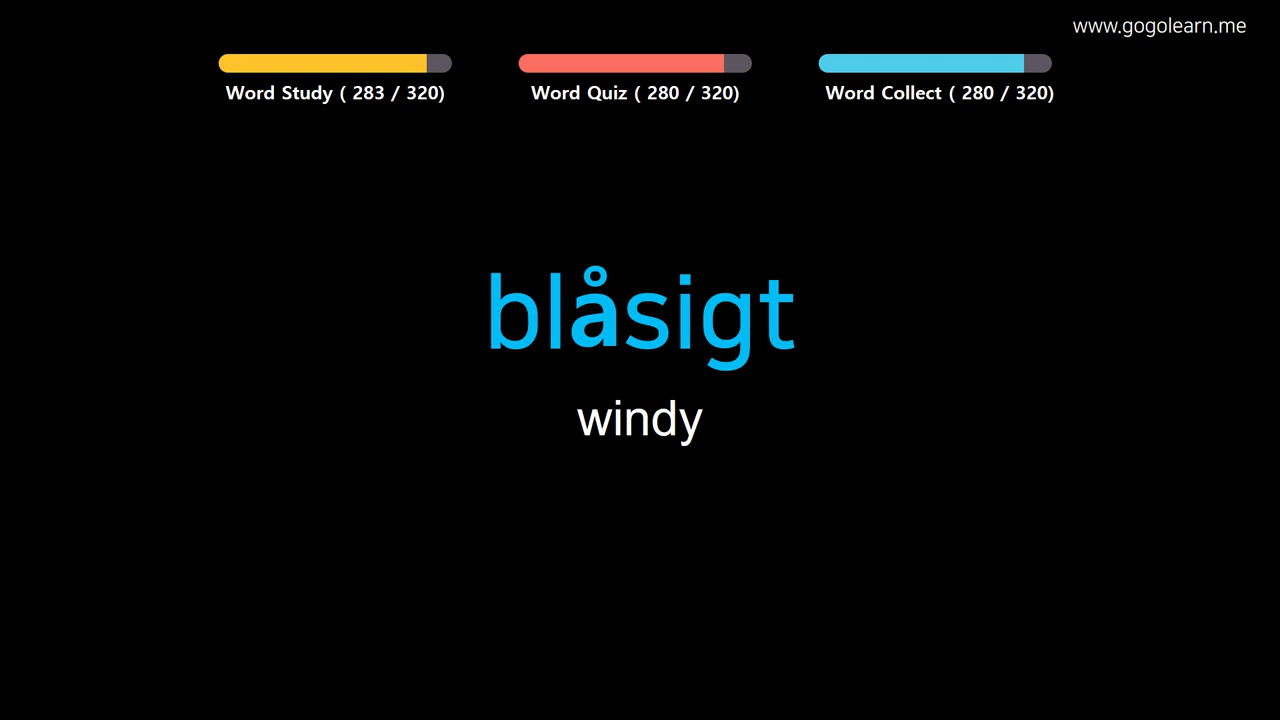 www.gogolearn.me
Word Study ( 283 / 320)
Word Quiz ( 280 / 320)
Word Collect ( 280 / 320)
blåsigt
windy